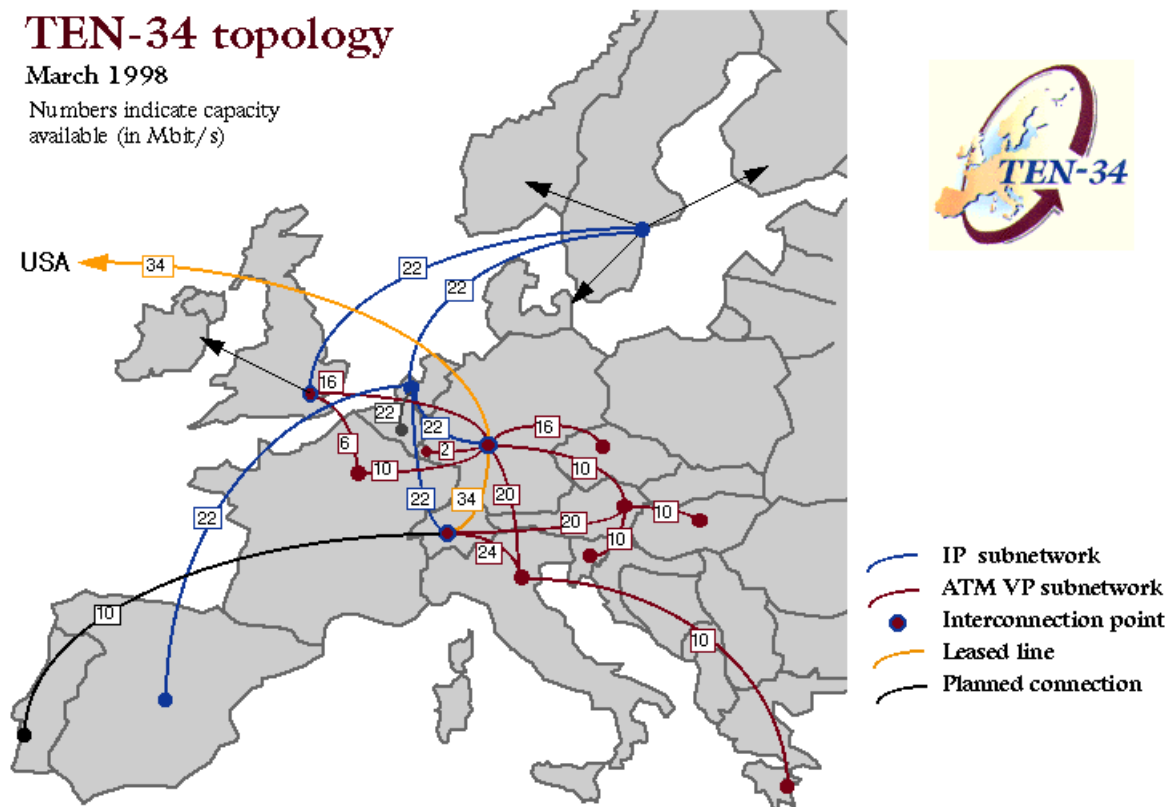 TEN-34 topology
March 1998
Numbers indicate capacity
available (in Mbit/s)
TEN-34
USA
34
22
22
16
22
22
16
6
2
10
10
22
34
20
22
20
10
10
24
10
10
IP subnetwork
ATM VP subnetwork
Interconnection point
Leased line
Planned connection
10